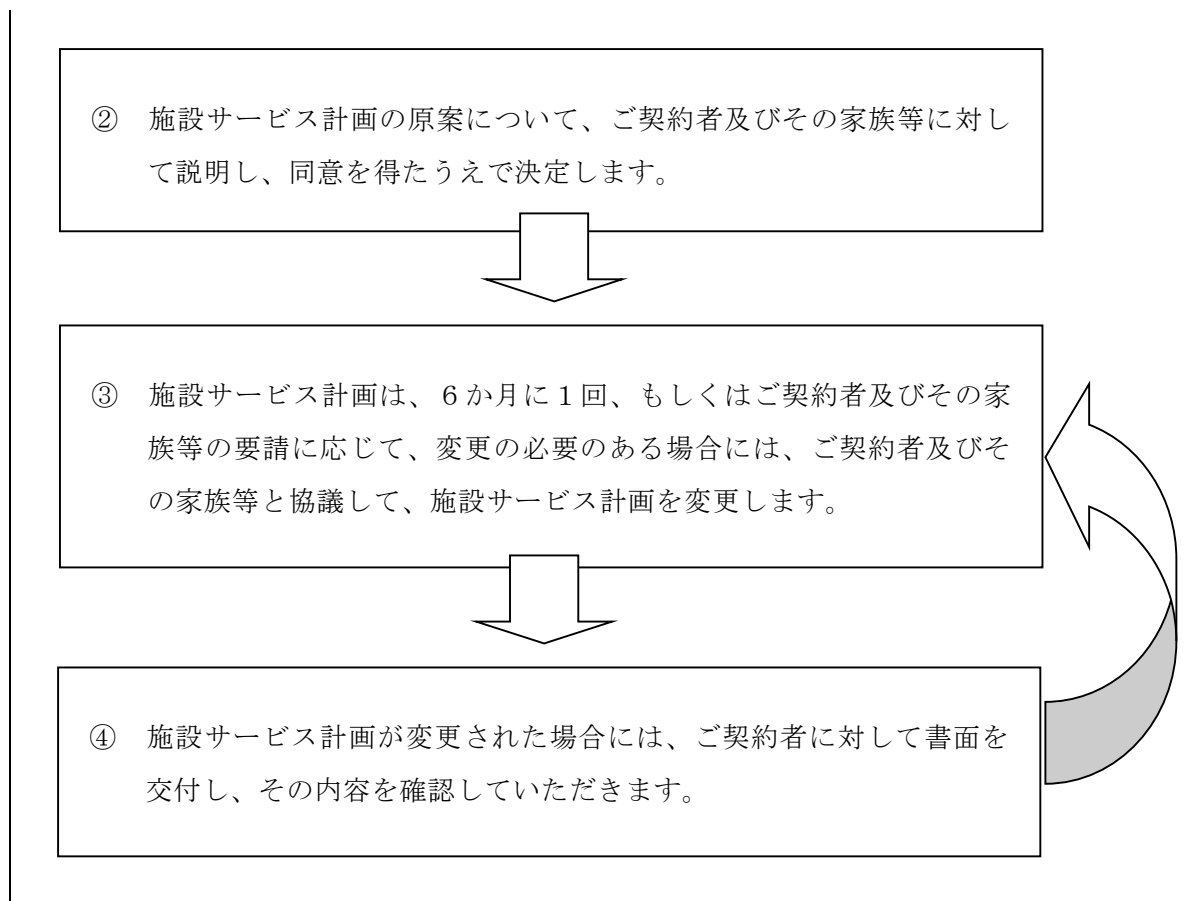 ② 施設サービス計画の原案について、ご契約者及びその家族等に対し
て説明し、同意を得たうえで決定します。
③ 施設サービス計画は、６か月に１回、もしくはご契約者及びその家
族等の要請に応じて、変更の必要のある場合には、ご契約者及びそ
の家族等と協議して、施設サービス計画を変更します。
④ 施設サービス計画が変更された場合には、ご契約者に対して書面を
交付し、その内容を確認していただきます。